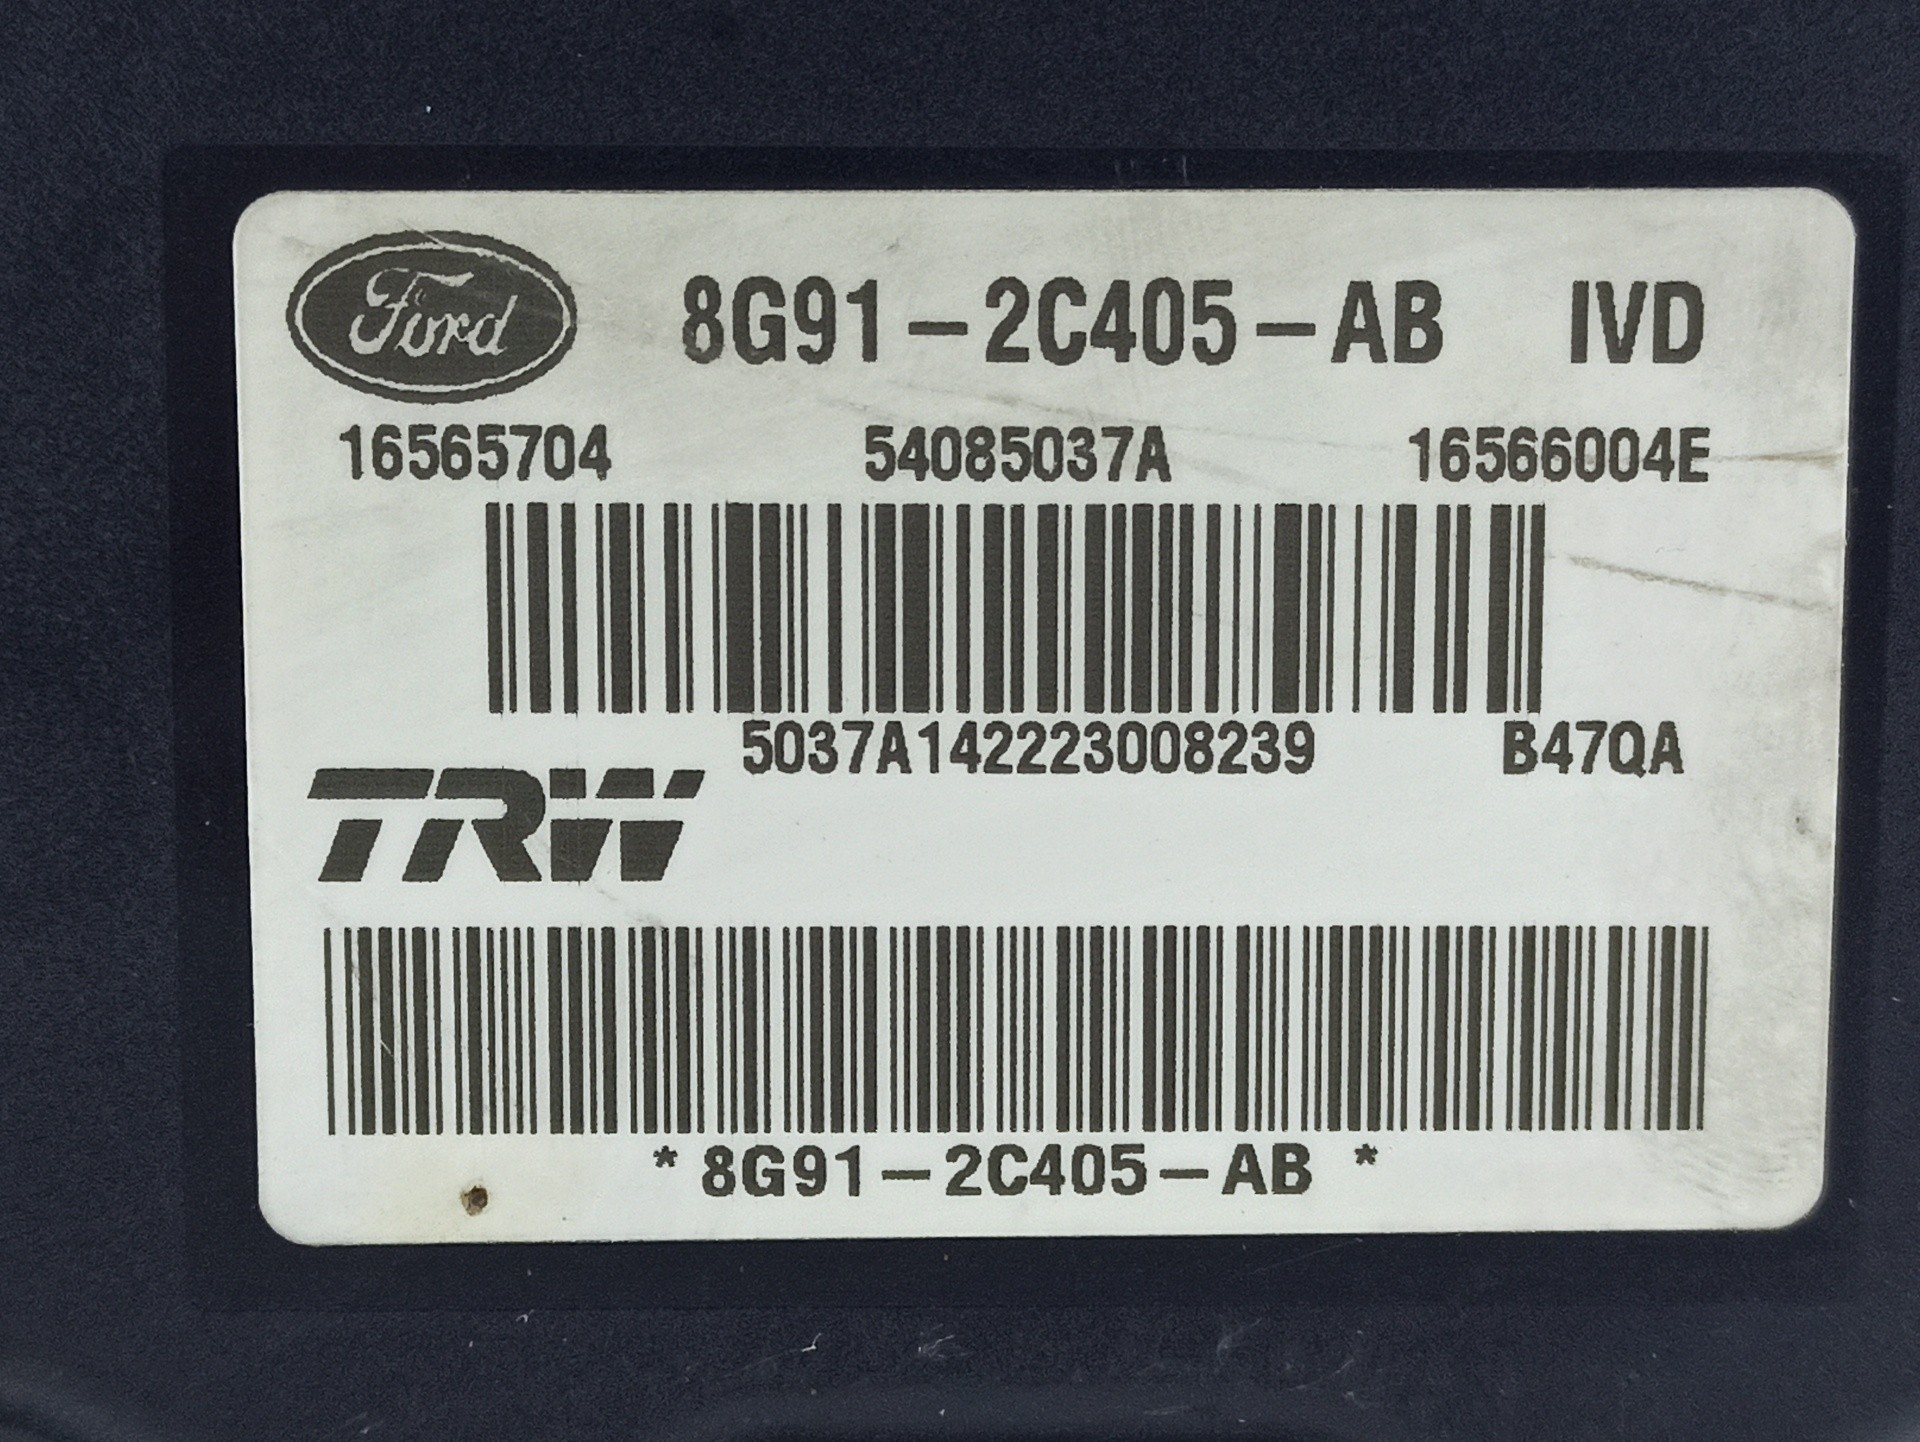 Ford 8G91-2C405-AB IVD
16565704 54085037A 16566004E
5037A142223008239 B47QA
TRW
*8G91-2C405-AB*